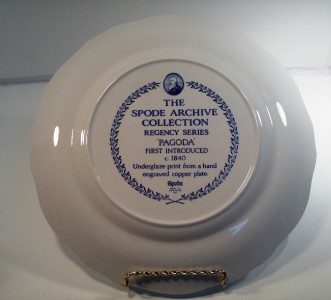 THE
SPODE ARCHIVE
COLLECTION
REGENCY SERIES
'PAGODA'
FIRST INTRODUCED
c. 1840
Underglaze print from a hand
engraved copper plate
Spode